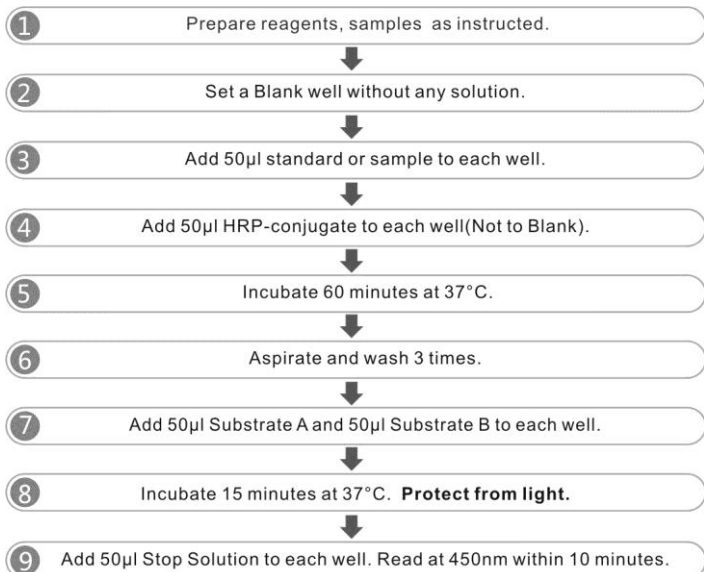 1 Prepare reagents, samples as instructed.
2 Set a Blank well without any solution.
3 Add 50µl standard or sample to each well.
4 Add 50µl HRP-conjugate to each well(Not to Blank).
5 Incubate 60 minutes at 37°C.
6 Aspirate and wash 3 times.
7 Add 50µl Substrate A and 50µl Substrate B to each well.
8 Incubate 15 minutes at 37°C. Protect from light.
9 Add 50µl Stop Solution to each well. Read at 450nm within 10 minutes.